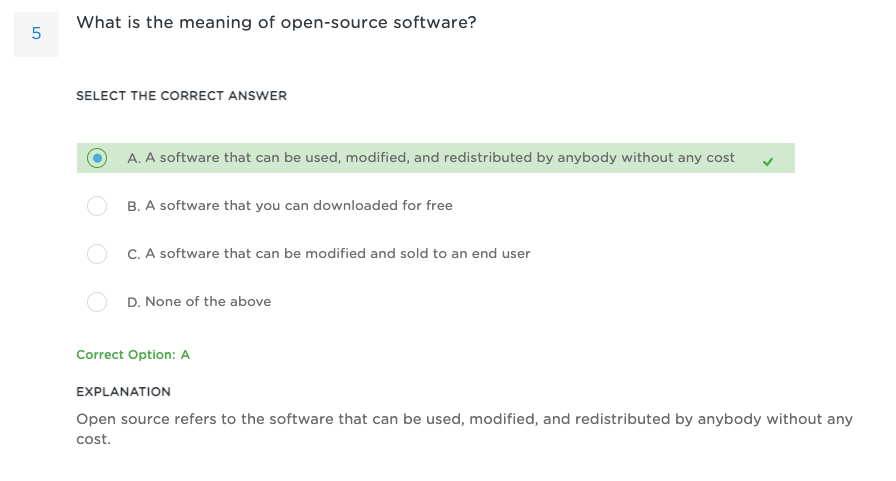 5
What is the meaning of open-source software?
SELECT THE CORRECT ANSWER
A. A software that can be used, modified, and redistributed by anybody without any cost
B. A software that you can downloaded for free
C. A software that can be modified and sold to an end user
D. None of the above
Correct Option: A
EXPLANATION
Open source refers to the software that can be used, modified, and redistributed by anybody without any
cost.